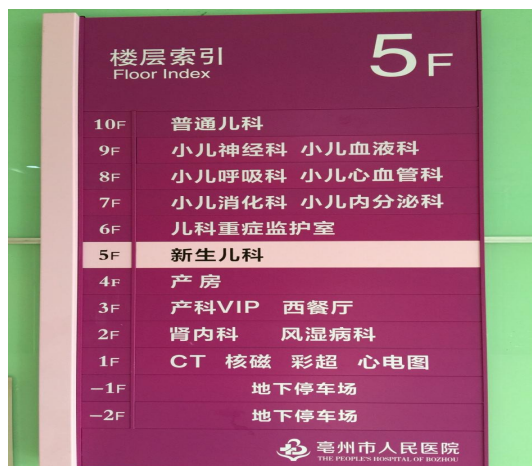 楼层索引
Floor Index
5F
10F 普通儿科
9F 小儿神经科 小儿血液科
8F 小儿呼吸科 小儿心血管科
7F 小儿消化科 小儿内分泌科
6F 儿科重症监护室
5F 新生儿科
4F 产房
3F 产科VIP 西餐厅
2F 肾内科 风湿病科
1F CT 核磁 彩超 心电图
-1F 地下停车场
-2F 地下停车场
亳州市人民医院
THE PEOPLE'S HOSPITAL OF BOZHOU